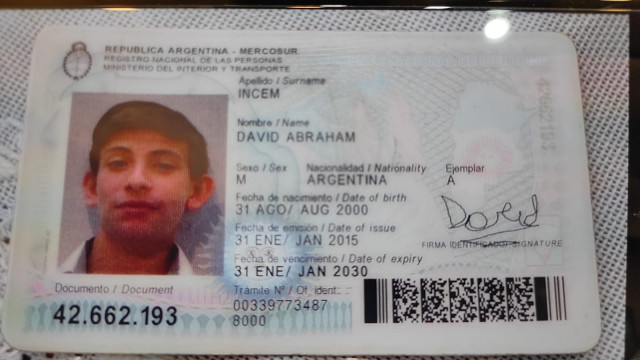 REPUBLICA ARGENTINA - MERCOSUR
REGISTRO NACIONAL DE LAS PERSONAS
MINISTERIO DEL INTERIOR Y TRANSPORTE
Apellido / Surname
INCEM
Nombre / Name
DAVID ABRAHAM
Sexo / Sex Nacionalidad / Nationality Ejemplar
M ARGENTINA A
Fecha de nacimiento / Date of birth
31 AGO/ AUG 2000
Fecha de emisión / Date of issue
31 ENE/ JAN 2015
Fecha de vencimiento / Date of expiry
31 ENE/ JAN 2030
David
FIRMA IDENTIFICADO/ SIGNATURE
Documento / Document
42.662.193
Trámite Nº / Of. ident.
00339773487
8000